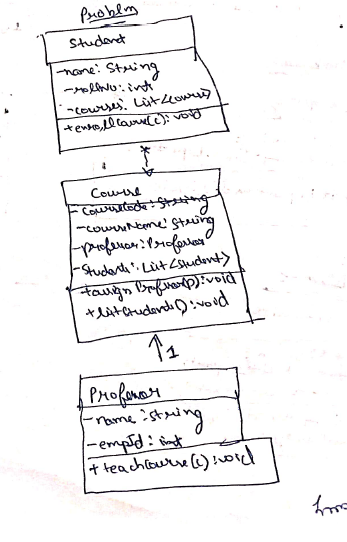 Problm
Student
-name: String
-rollNo: int
-courses: List<Course>
+enrollCourse(c): void
*
Course
-courseCode: String
-courseName: String
-professor: Professor
-Students: List<Student>
+assignProfessor(p): void
+listStudents(): void
1
Professor
-name: String
-empId: int
+teachCourse(c): void